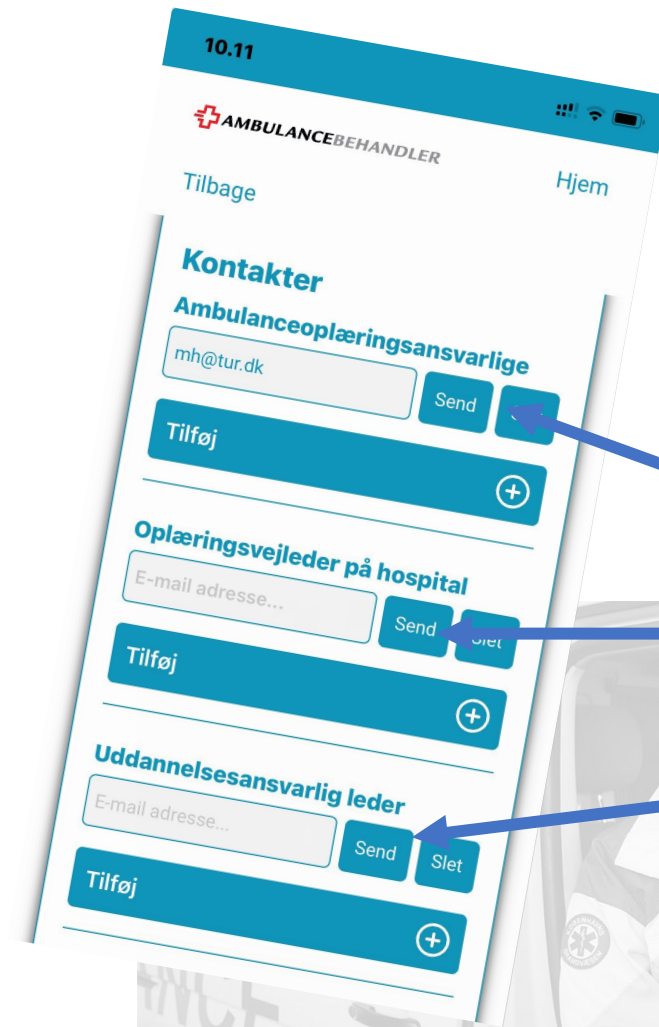 10.11
AMBULANCEBEHANDLER
Tilbage
Hjem
Kontakter
Ambulanceoplæringsansvarlige
mh@tur.dk
Send
Tilføj
Oplæringsvejleder på hospital
E-mail adresse...
Send
Slet
Tilføj
Uddannelsesansvarlig leder
E-mail adresse...
Send
Slet
Tilføj